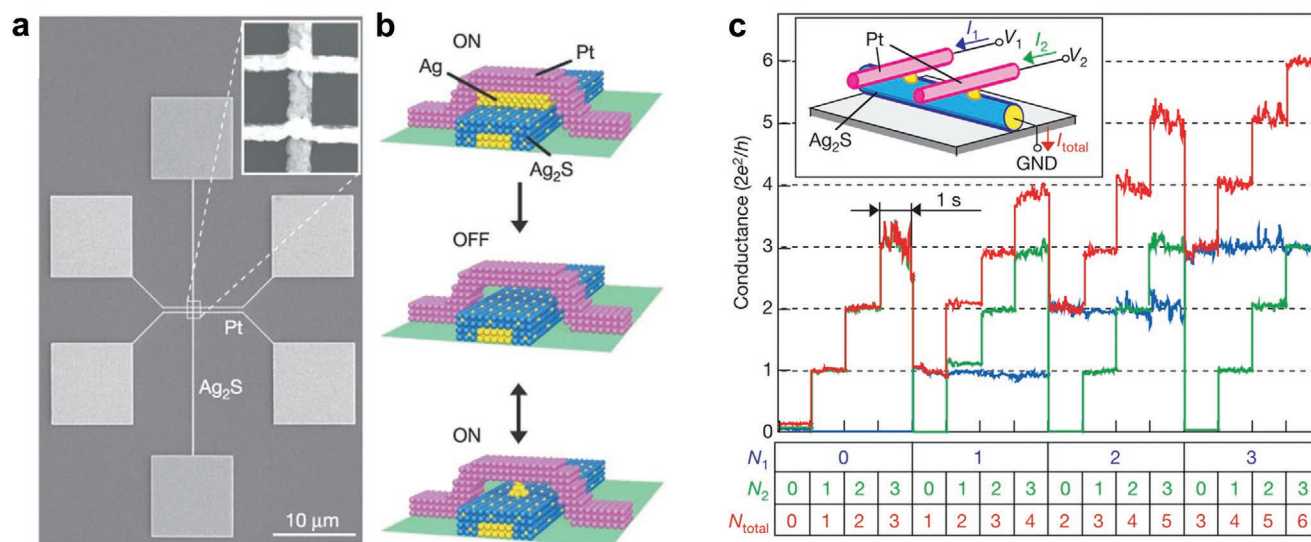 a
Pt
Ag₂S
10 μm
b
ON
Ag
Pt
Ag₂S
OFF
ON
c
Conductance (2e²/h)
6
5
4
3
2
1
0
Pt
I₁
V₁
I₂
V₂
Ag₂S
I_total
GND
1 s
N₁ 0 1 2 3
N₂ 0 1 2 3 0 1 2 3 0 1 2 3 0 1 2 3
N_total 0 1 2 3 1 2 3 4 2 3 4 5 3 4 5 6